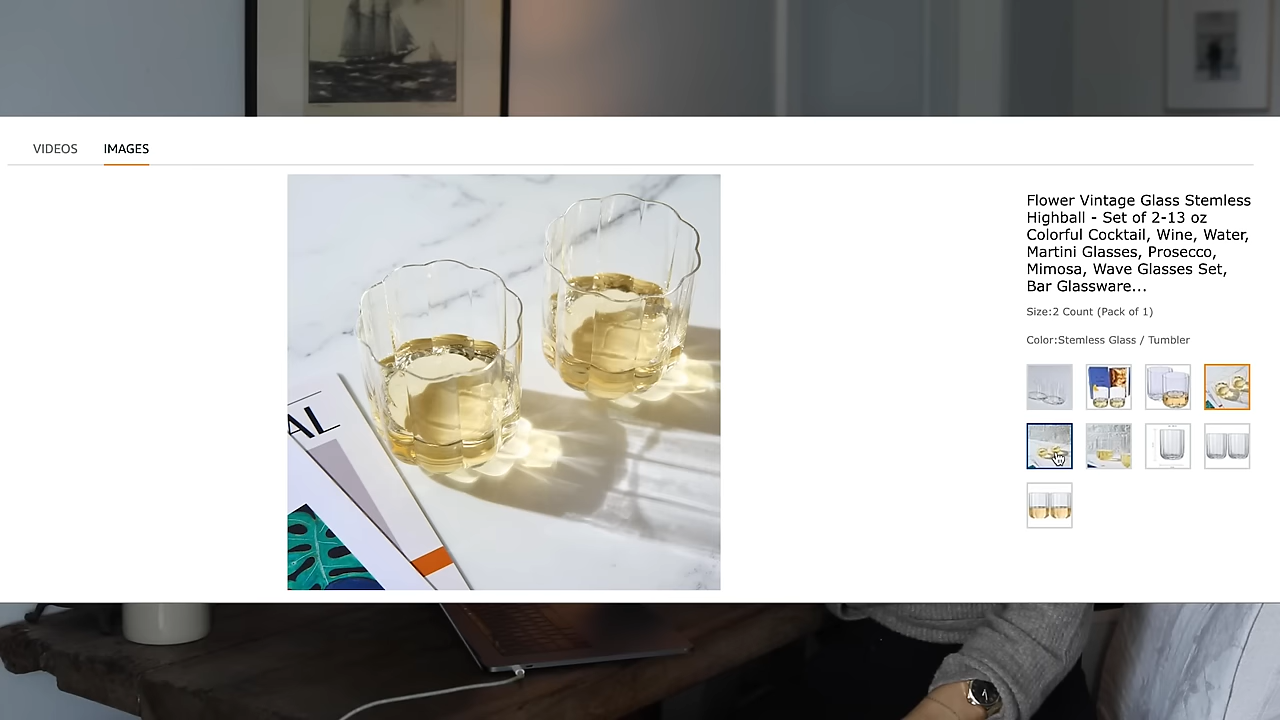 VIDEOS
IMAGES
Flower Vintage Glass Stemless
Highball - Set of 2-13 oz
Colorful Cocktail, Wine, Water,
Martini Glasses, Prosecco,
Mimosa, Wave Glasses Set,
Bar Glassware...
Size:2 Count (Pack of 1)
Color:Stemless Glass / Tumbler
AL